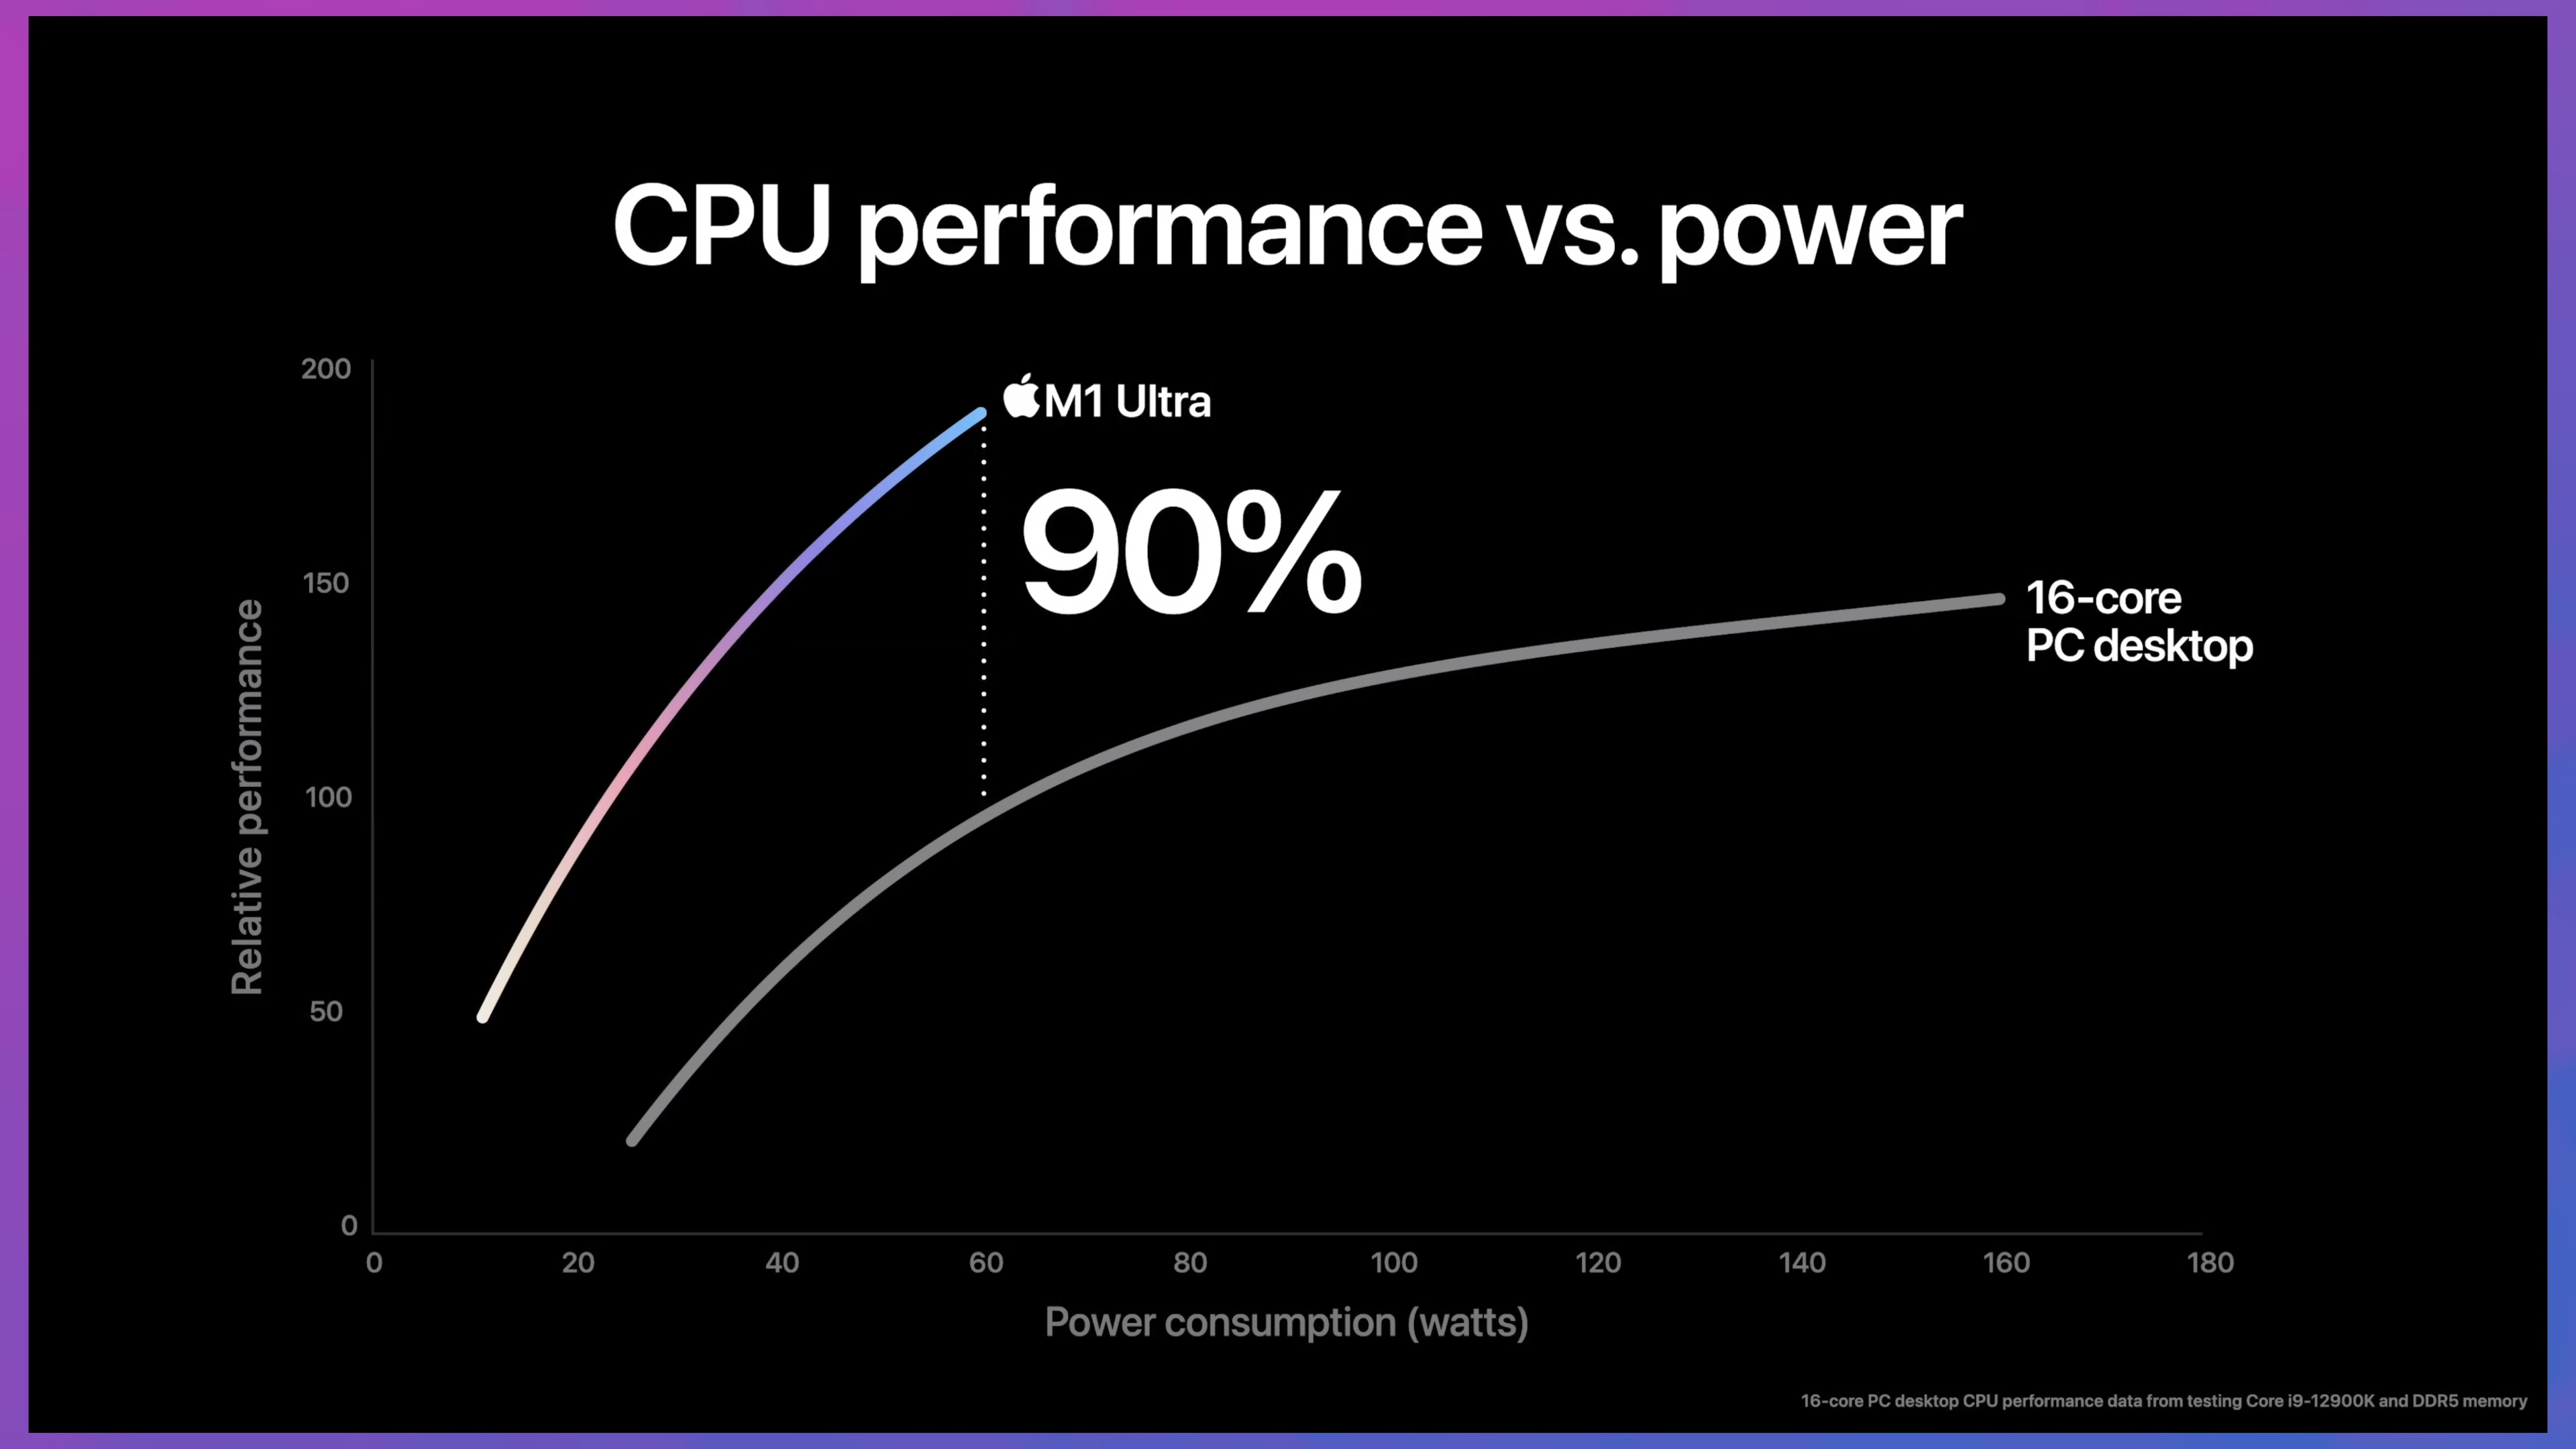 CPU performance vs. power
200
M1 Ultra
90%
150
16-core
PC desktop
Relative performance
100
50
0
0 20 40 60 80 100 120 140 160 180
Power consumption (watts)
16-core PC desktop CPU performance data from testing Core i9-12900K and DDR5 memory